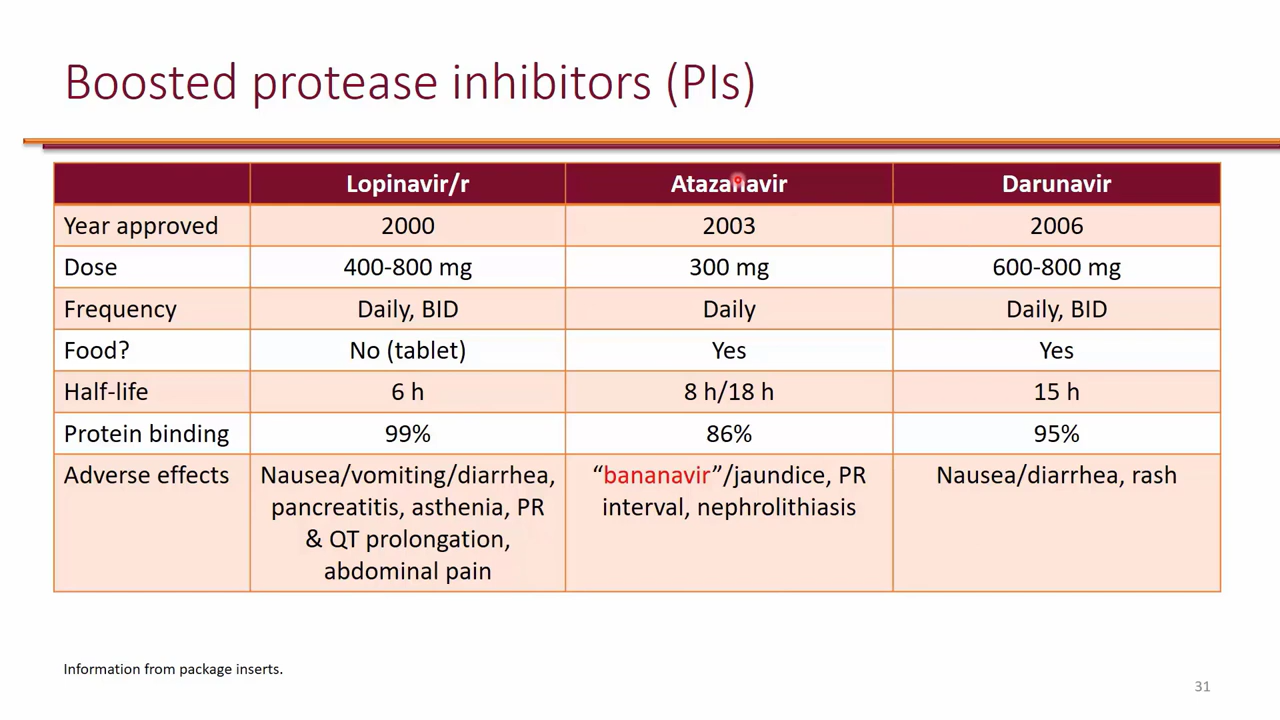 Boosted protease inhibitors (PIs)
Lopinavir/r Atazanavir Darunavir
Year approved 2000 2003 2006
Dose 400-800 mg 300 mg 600-800 mg
Frequency Daily, BID Daily Daily, BID
Food? No (tablet) Yes Yes
Half-life 6 h 8 h/18 h 15 h
Protein binding 99% 86% 95%
Adverse effects Nausea/vomiting/diarrhea, “bananavir”/jaundice, PR Nausea/diarrhea, rash
pancreatitis, asthenia, PR interval, nephrolithiasis
& QT prolongation,
abdominal pain
Information from package inserts.
31